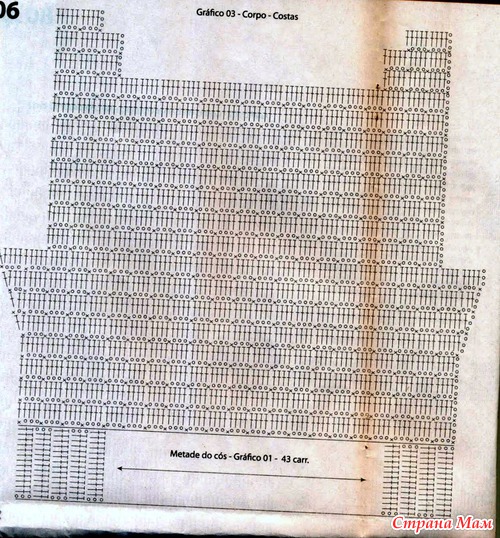 06
Gráfico 03 - Corpo - Costas
Metade do cós - Gráfico 01 - 43 carr.
Страна Мам